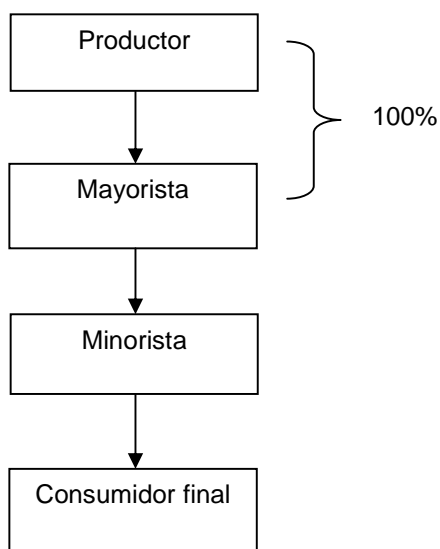 Productor
100%
Mayorista
Minorista
Consumidor final